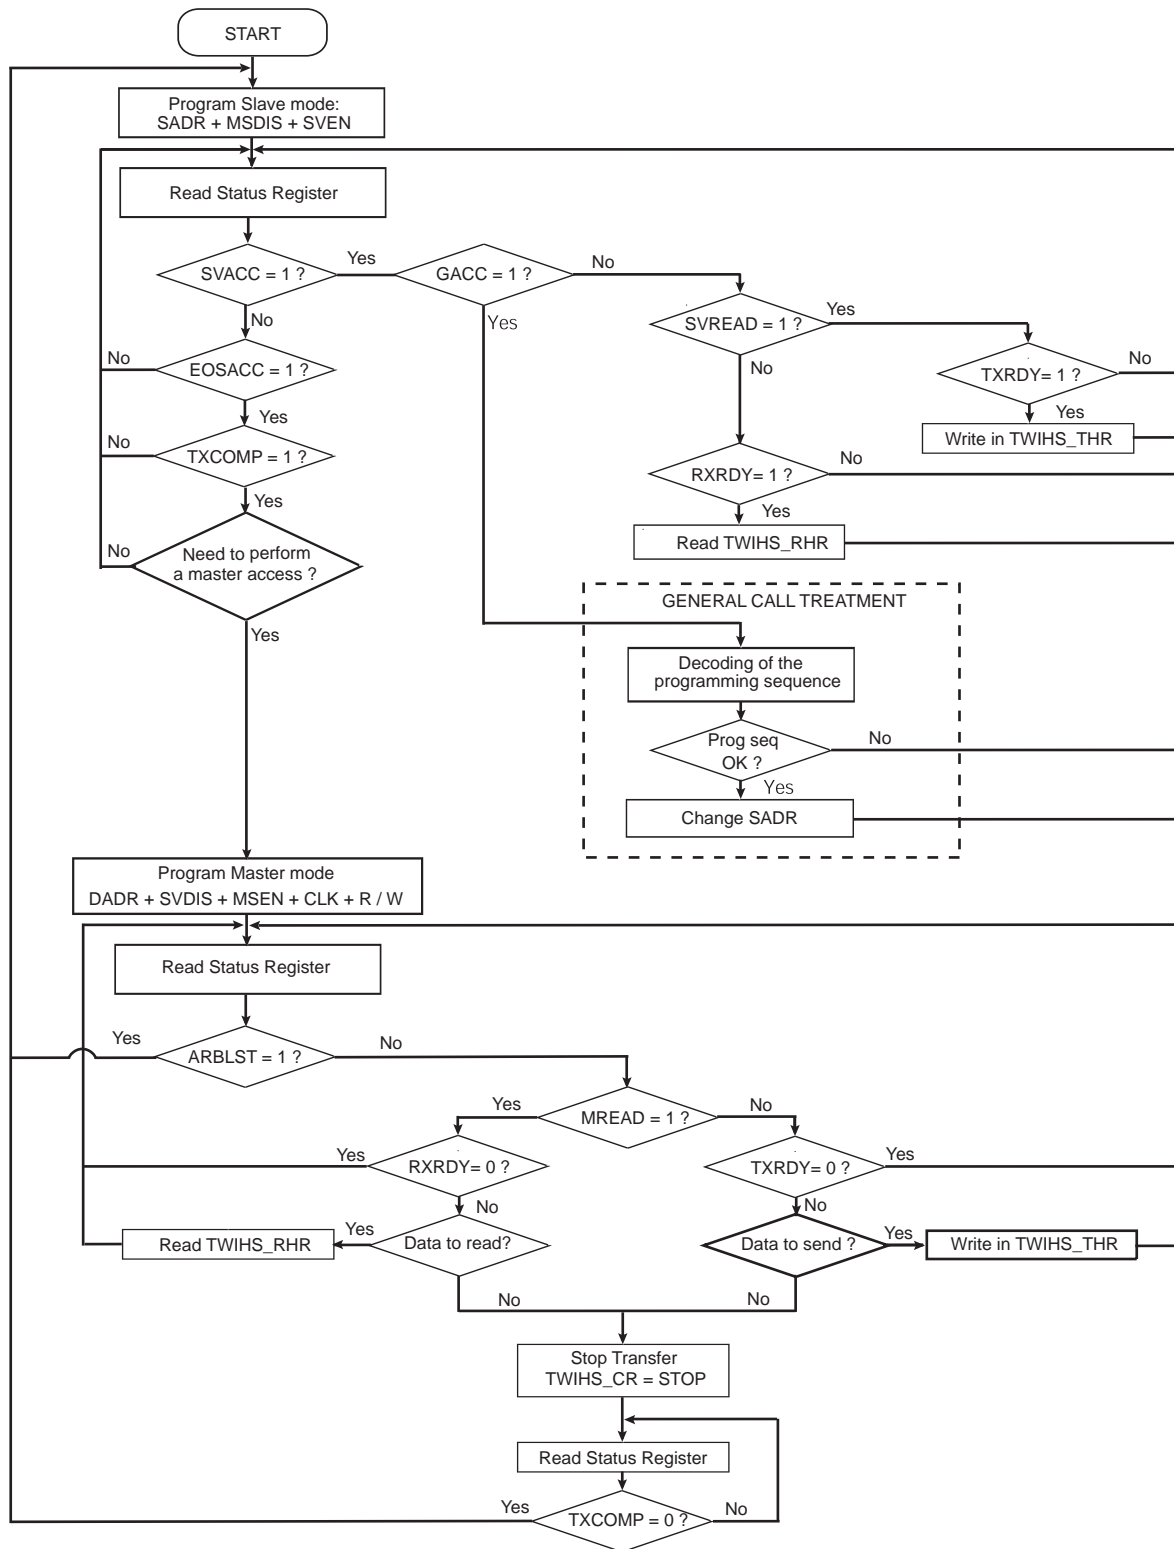 START
Program Slave mode:
SADR + MSDIS + SVEN
Read Status Register
SVACC = 1 ?
Yes
GACC = 1 ?
No
SVREAD = 1 ?
Yes
No
Yes
No
EOSACC = 1 ?
No
TXRDY= 1 ?
No
Yes
Yes
Write in TWIHS_THR
No
TXCOMP = 1 ?
RXRDY= 1 ?
No
Yes
Yes
Read TWIHS_RHR
No
Need to perform
a master access ?
Yes
GENERAL CALL TREATMENT
Decoding of the
programming sequence
Prog seq
OK ?
No
Yes
Change SADR
Program Master mode
DADR + SVDIS + MSEN + CLK + R / W
Read Status Register
Yes
ARBLST = 1 ?
No
Yes
MREAD = 1 ?
No
Yes
RXRDY= 0 ?
TXRDY= 0 ?
Yes
No
No
Read TWIHS_RHR
Yes
Data to read?
Data to send ?
Yes
Write in TWIHS_THR
No
No
Stop Transfer
TWIHS_CR = STOP
Read Status Register
Yes
TXCOMP = 0 ?
No